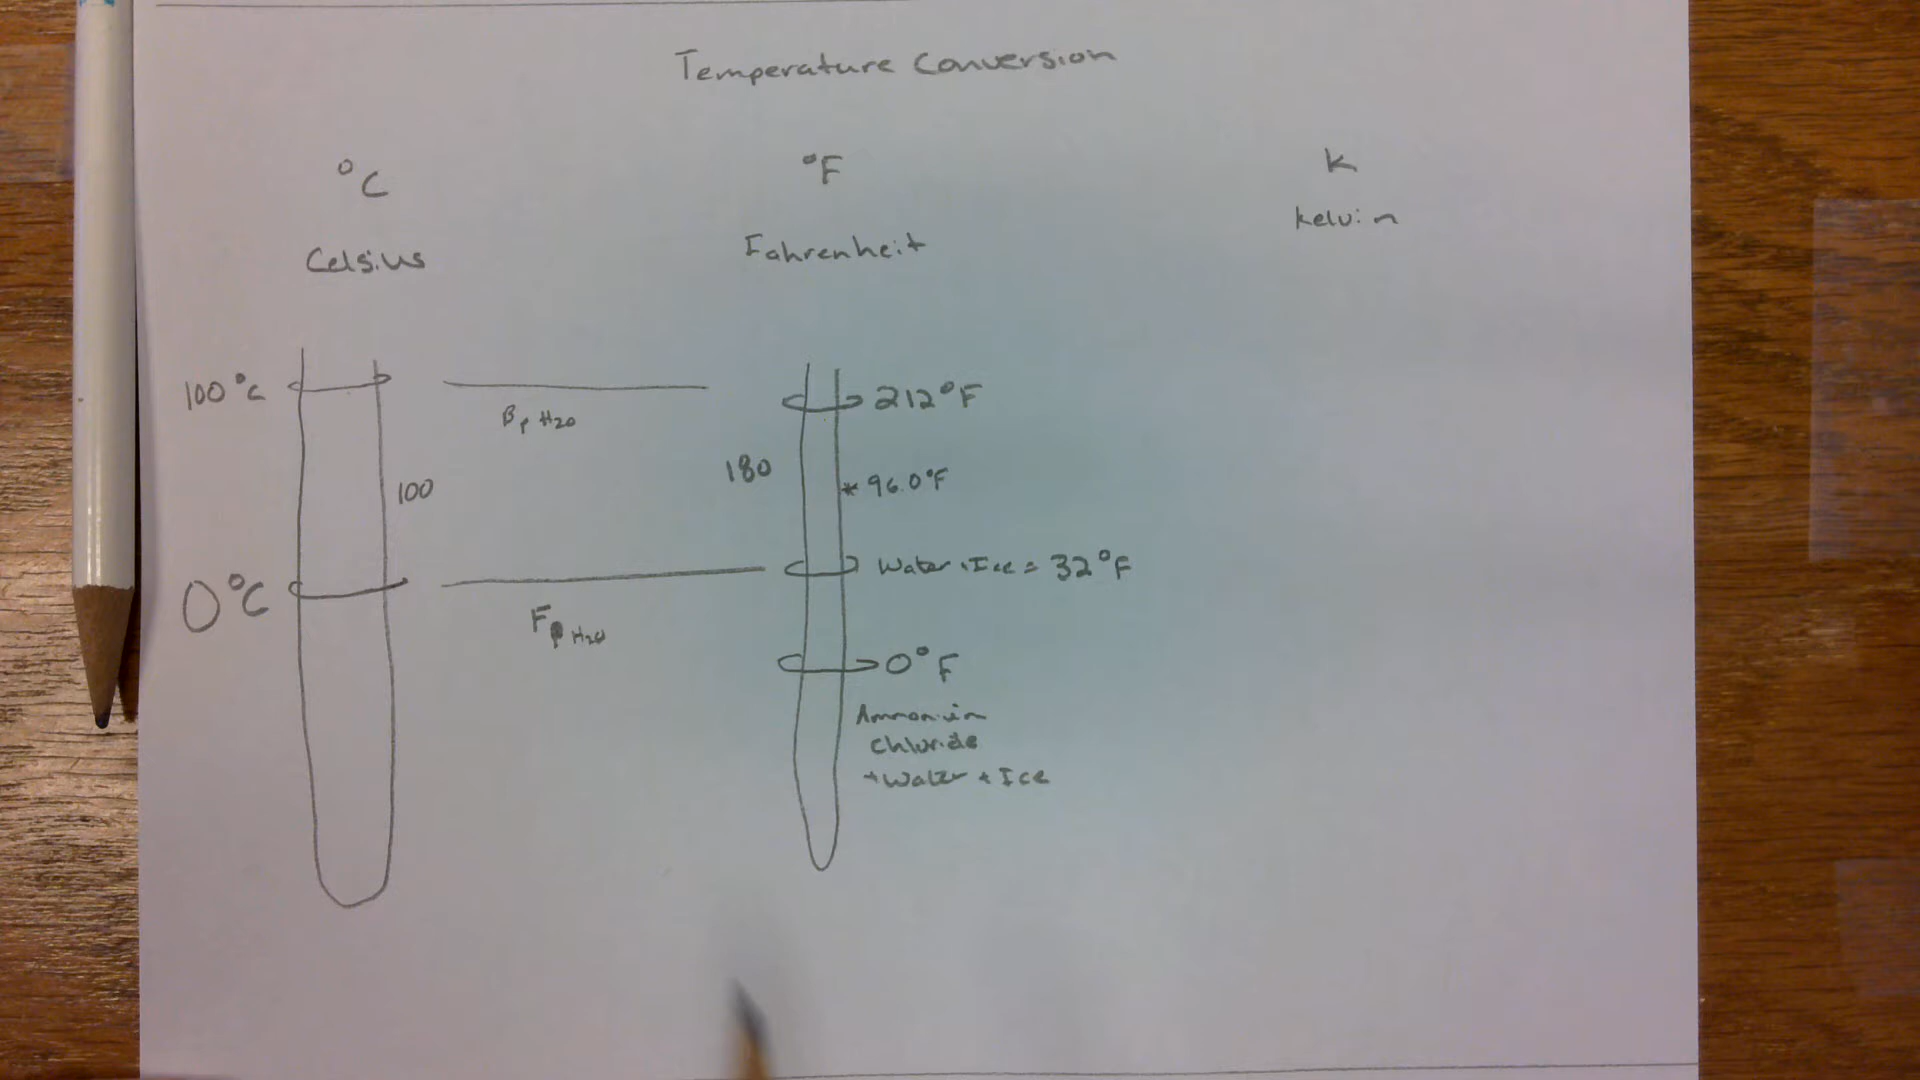 Temperature Conversion
°C
Celsius
°F
Fahrenheit
K
Kelvin
100°C
Bp H2O
212°F
180
* 96.0°F
100
0°C
Fp H2O
Water + Ice = 32°F
0°F
Ammonium
chloride
+ Water + Ice